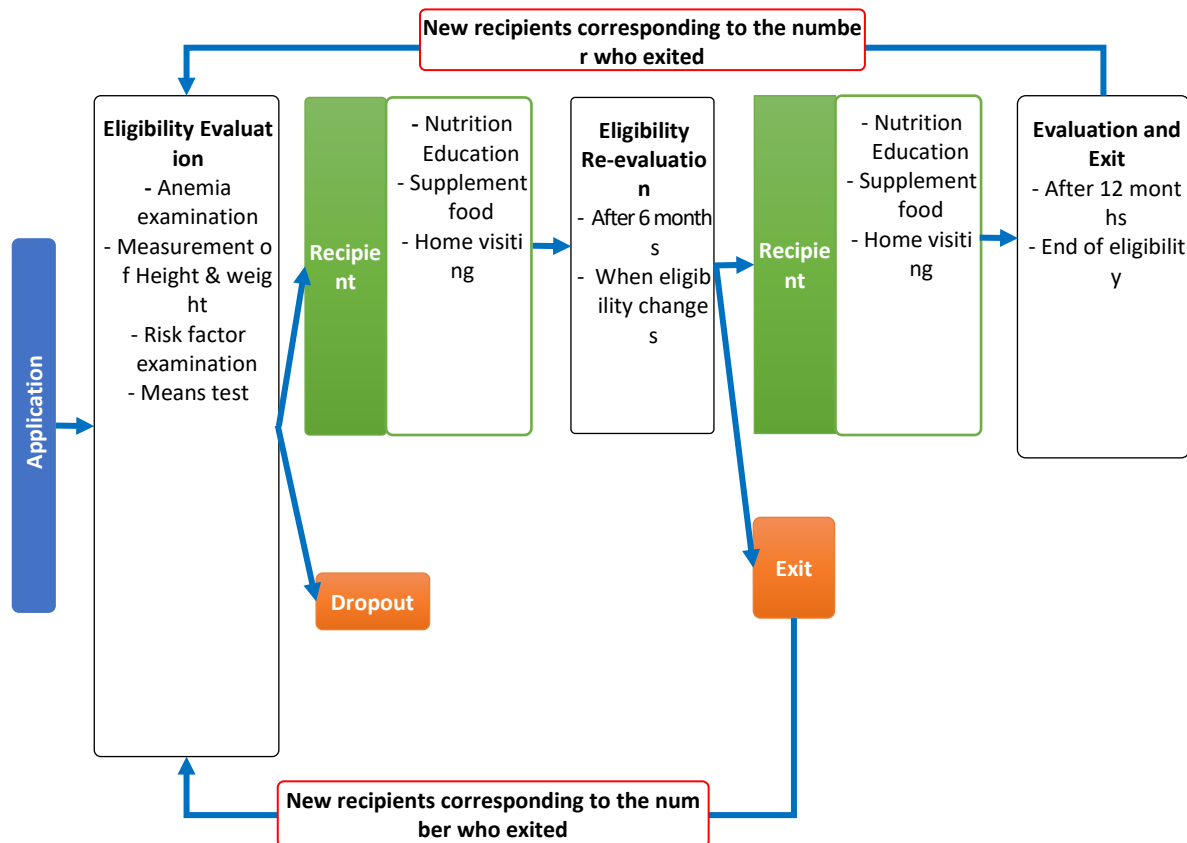 New recipients corresponding to the numbe
r who exited
Application
Eligibility Evaluat
ion
- Anemia
examination
- Measurement o
f Height & weig
ht
- Risk factor
examination
- Means test
Recipie
nt
- Nutrition
Education
- Supplement
food
- Home visiti
ng
Dropout
Eligibility
Re-evaluatio
n
- After 6 month
s
- When eligib
ility change
s
Recipie
nt
- Nutrition
Education
- Supplement
food
- Home visiti
ng
Exit
Evaluation and
Exit
- After 12 mont
hs
- End of eligibilit
y
New recipients corresponding to the num
ber who exited